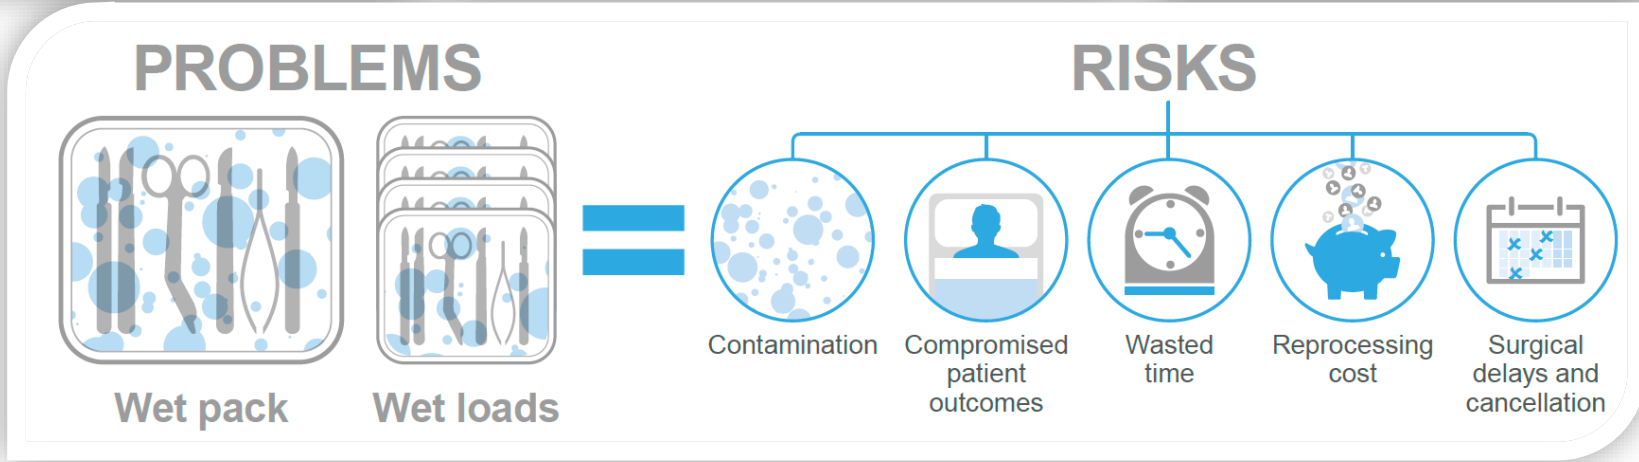 PROBLEMS
Wet pack
Wet loads
RISKS
Contamination
Compromised
patient
outcomes
Wasted
time
Reprocessing
cost
Surgical
delays and
cancellation